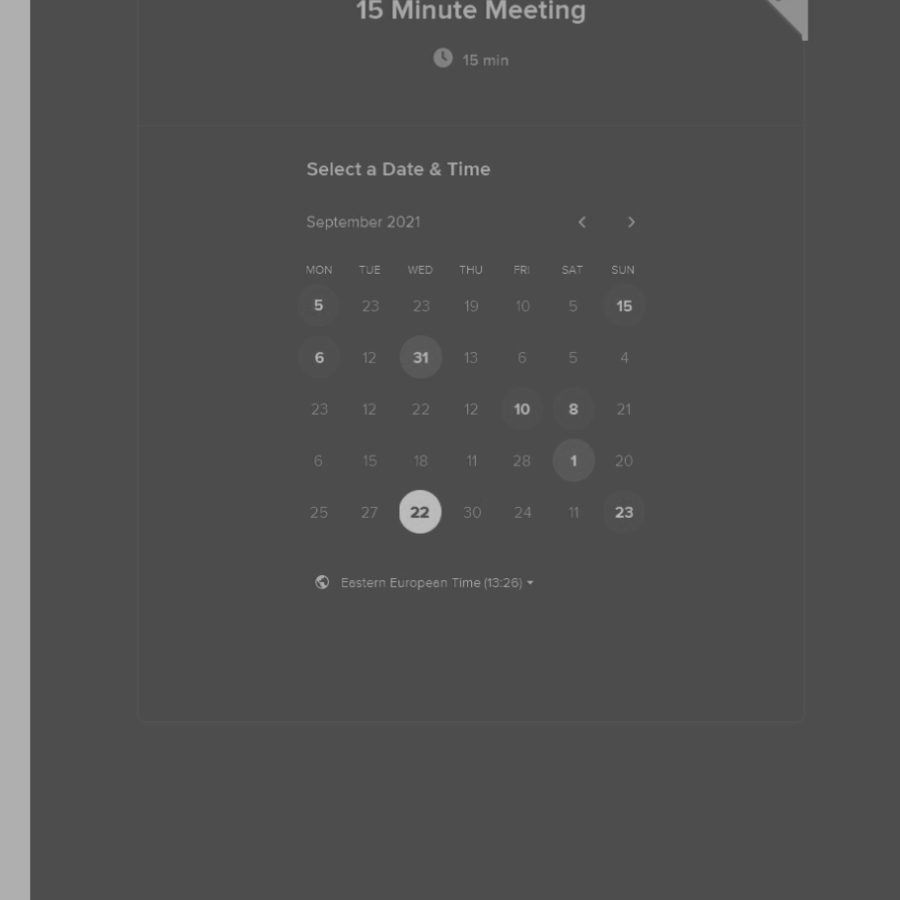 15 Minute Meeting
15 min
Select a Date & Time
September 2021
MON TUE WED THU FRI SAT SUN
5 23 23 19 10 5 15
6 12 31 13 6 5 4
23 12 22 12 10 8 21
6 15 18 11 28 1 20
25 27 22 30 24 11 23
Eastern European Time (13:26)